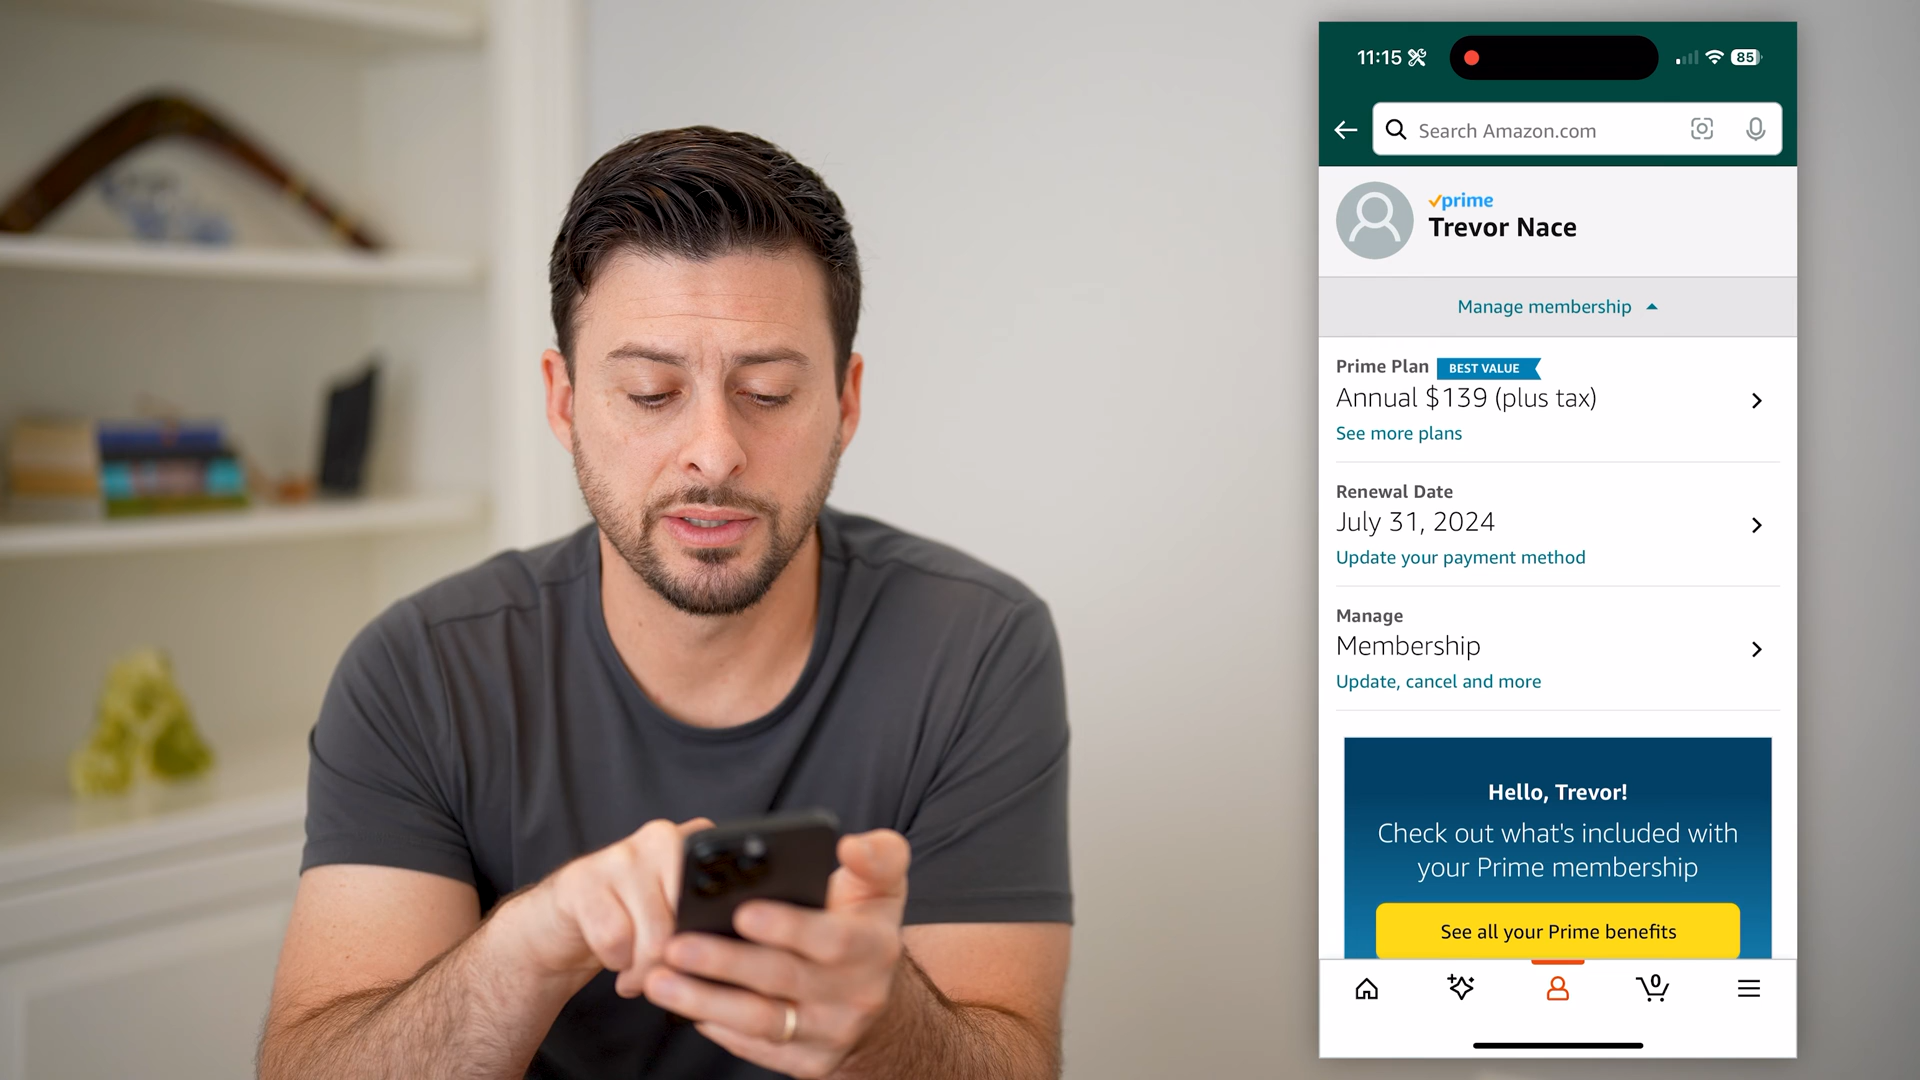 11:15
85
Search Amazon.com
prime
Trevor Nace
Manage membership
Prime Plan BEST VALUE
Annual $139 (plus tax)
See more plans
Renewal Date
July 31, 2024
Update your payment method
Manage
Membership
Update, cancel and more
Hello, Trevor!
Check out what's included with
your Prime membership
See all your Prime benefits
0